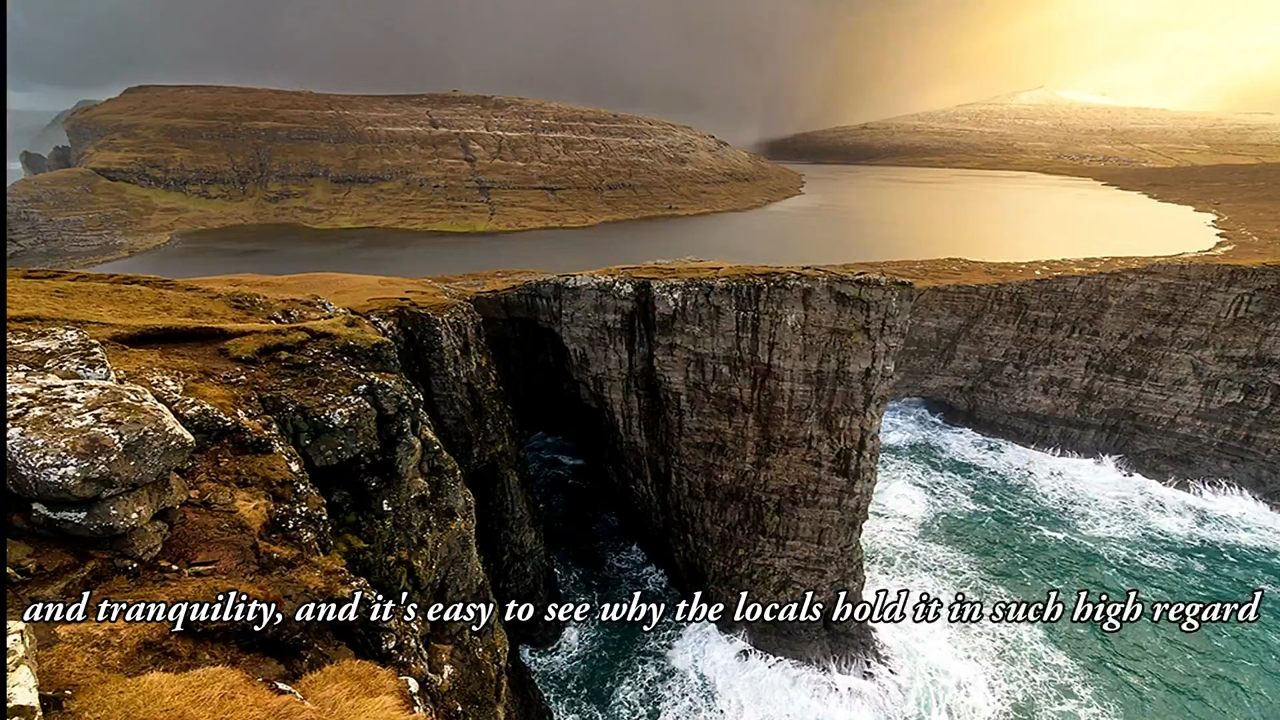 and tranquility, and it's easy to see why the locals hold it in such high regard